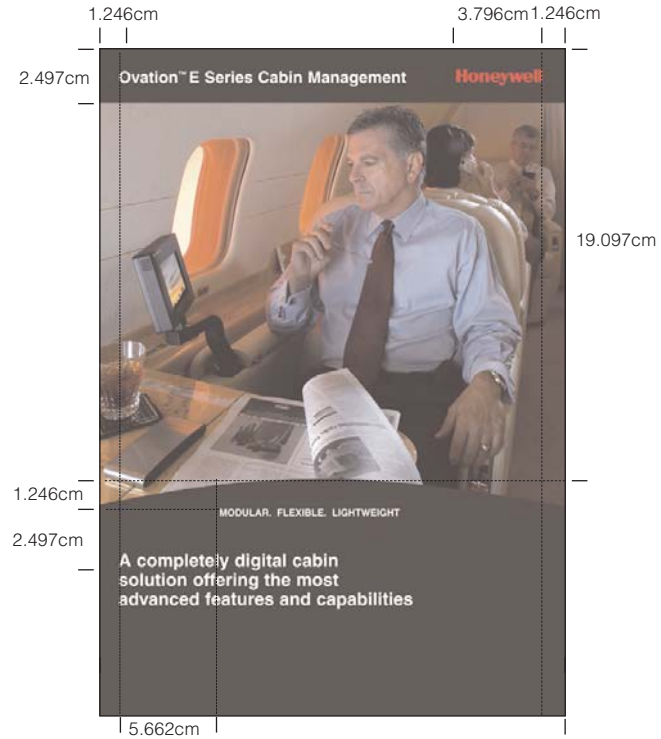 1.246cm
3.796cm 1.246cm
2.497cm
Ovation™ E Series Cabin Management
Honeywell
19.097cm
1.246cm
MODULAR. FLEXIBLE. LIGHTWEIGHT
2.497cm
A completely digital cabin
solution offering the most
advanced features and capabilities
5.662cm